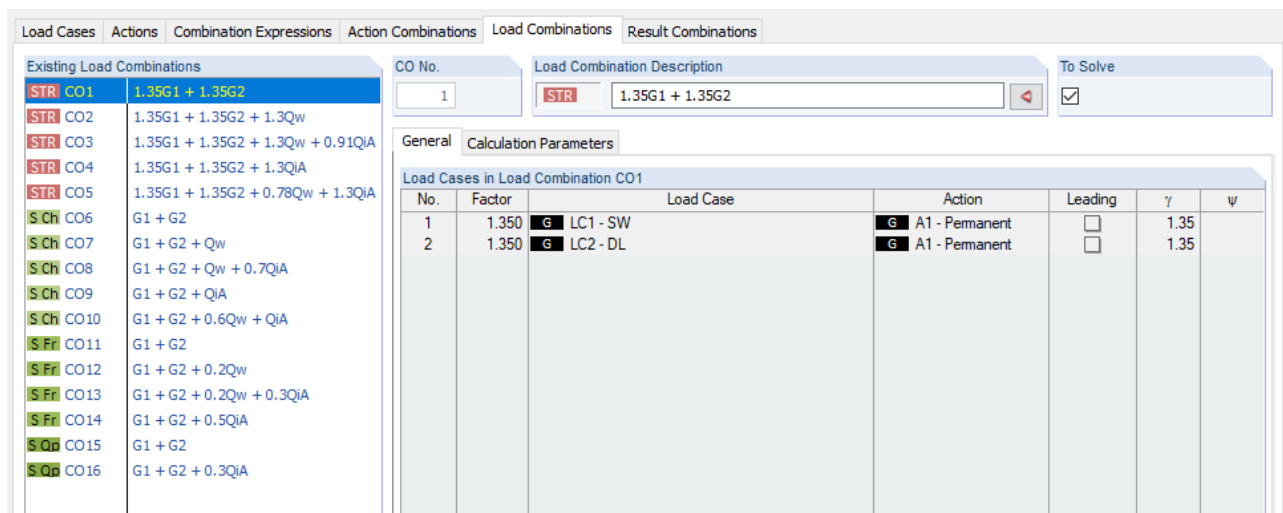 Load Cases Actions Combination Expressions Action Combinations Load Combinations Result Combinations
Existing Load Combinations
STR CO1 1.35G1 + 1.35G2
STR CO2 1.35G1 + 1.35G2 + 1.3Qw
STR CO3 1.35G1 + 1.35G2 + 1.3Qw + 0.91QiA
STR CO4 1.35G1 + 1.35G2 + 1.3QiA
STR CO5 1.35G1 + 1.35G2 + 0.78Qw + 1.3QiA
S Ch CO6 G1 + G2
S Ch CO7 G1 + G2 + Qw
S Ch CO8 G1 + G2 + Qw + 0.7QiA
S Ch CO9 G1 + G2 + QiA
S Ch CO10 G1 + G2 + 0.6Qw + QiA
S Fr CO11 G1 + G2
S Fr CO12 G1 + G2 + 0.2Qw
S Fr CO13 G1 + G2 + 0.2Qw + 0.3QiA
S Fr CO14 G1 + G2 + 0.5QiA
S Qp CO15 G1 + G2
S Qp CO16 G1 + G2 + 0.3QiA
CO No.
1
Load Combination Description
STR 1.35G1 + 1.35G2
To Solve
General Calculation Parameters
Load Cases in Load Combination CO1
No. Factor Load Case Action Leading γ ψ
1 1.350 G LC1 - SW G A1 - Permanent 1.35
2 1.350 G LC2 - DL G A1 - Permanent 1.35